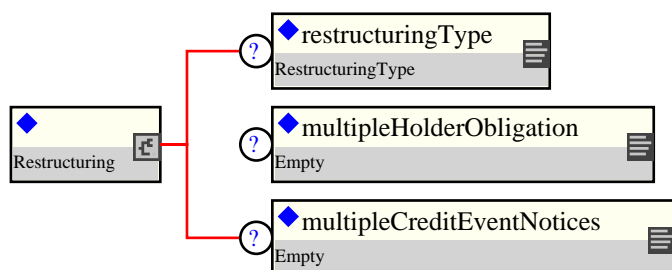 ?
restructuringType
RestructuringType
Restructuring
?
multipleHolderObligation
Empty
?
multipleCreditEventNotices
Empty